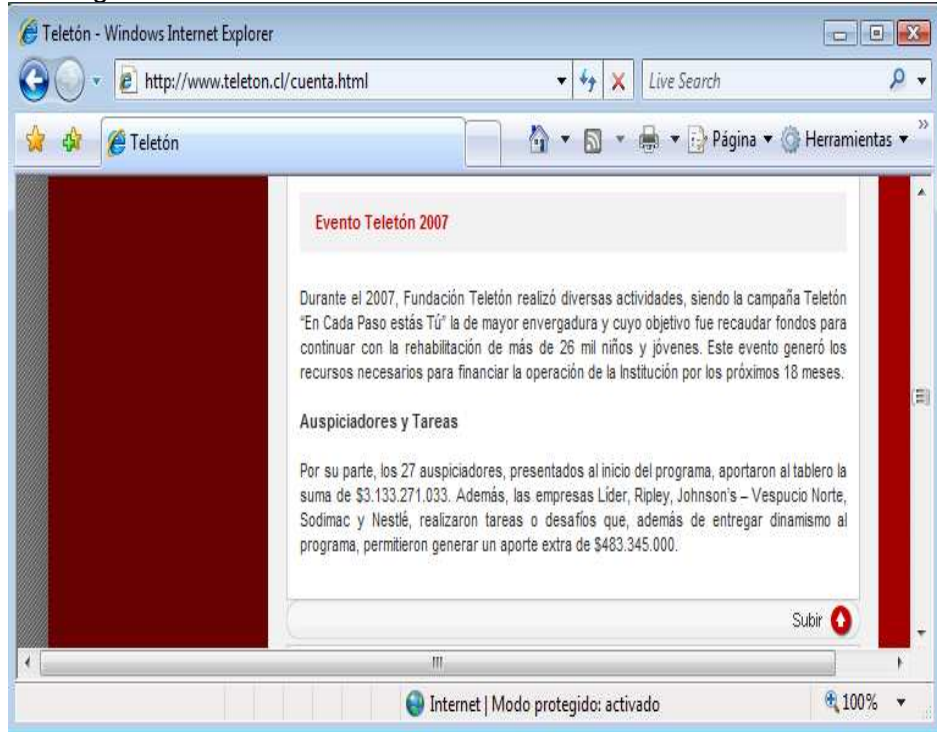 Teletón - Windows Internet Explorer
http://www.teleton.cl/cuenta.html
Live Search
Teletón
Página
Herramientas
Evento Teletón 2007
Durante el 2007, Fundación Teletón realizó diversas actividades, siendo la campaña Teletón
"En Cada Paso estás Tú" la de mayor envergadura y cuyo objetivo fue recaudar fondos para
continuar con la rehabilitación de más de 26 mil niños y jóvenes. Este evento generó los
recursos necesarios para financiar la operación de la Institución por los próximos 18 meses.
Auspiciadores y Tareas
Por su parte, los 27 auspiciadores, presentados al inicio del programa, aportaron al tablero la
suma de $3.133.271.033. Además, las empresas Líder, Ripley, Johnson's – Vespucio Norte,
Sodimac y Nestlé, realizaron tareas o desafíos que, además de entregar dinamismo al
programa, permitieron generar un aporte extra de $483.345.000.
Subir
Internet | Modo protegido: activado
100%